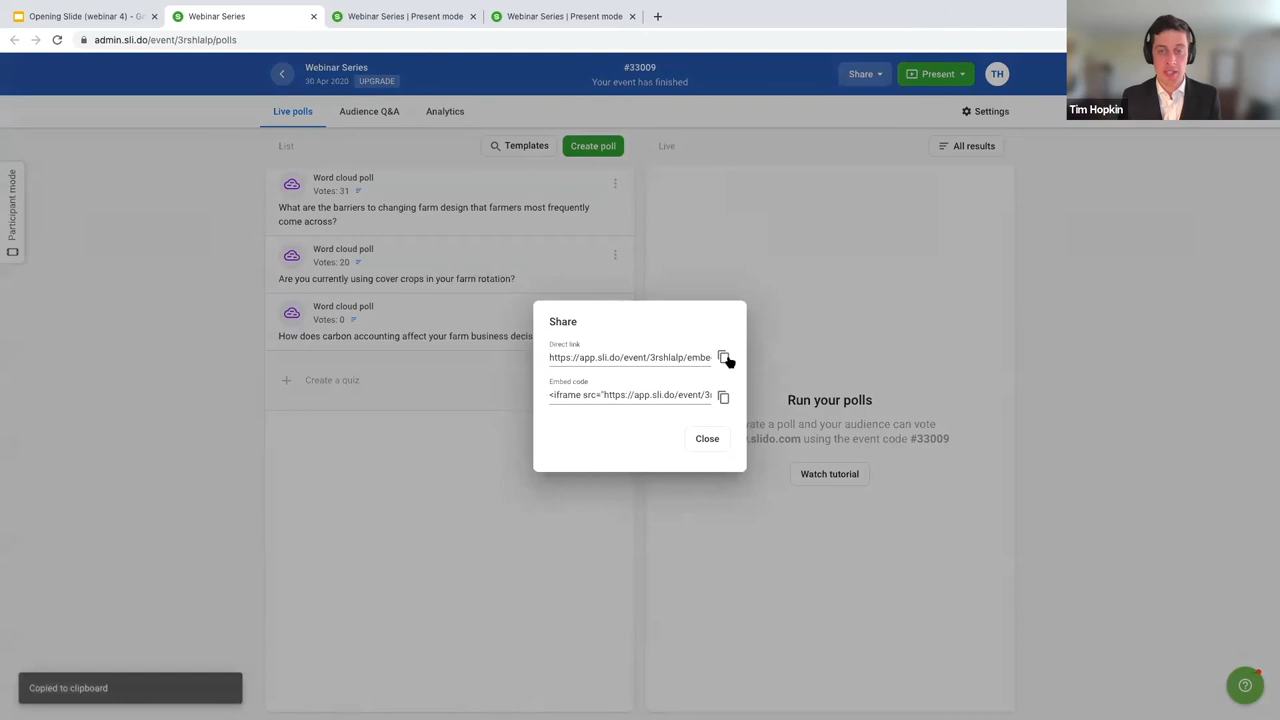 Opening Slide (webinar 4) - G
Webinar Series
Webinar Series | Present mode
Webinar Series | Present mode
admin.sli.do/event/3rshlalp/polls
Webinar Series
30 Apr 2020 UPGRADE
#33009
Your event has finished
Share
Present
TH
Tim Hopkin
Live polls
Audience Q&A
Analytics
Settings
List
Templates
Create poll
Live
All results
Participant mode
Word cloud poll
Votes: 31
What are the barriers to changing farm design that farmers most frequently
come across?
Word cloud poll
Votes: 20
Are you currently using cover crops in your farm rotation?
Word cloud poll
Votes: 0
How does carbon accounting affect your farm business decis
Create a quiz
Share
Direct link
https://app.sli.do/event/3rshlalp/embe
Embed code
<iframe src="https://app.sli.do/event/3
Close
Run your polls
vate a poll and your audience can vote
.slido.com using the event code #33009
Watch tutorial
Copied to clipboard